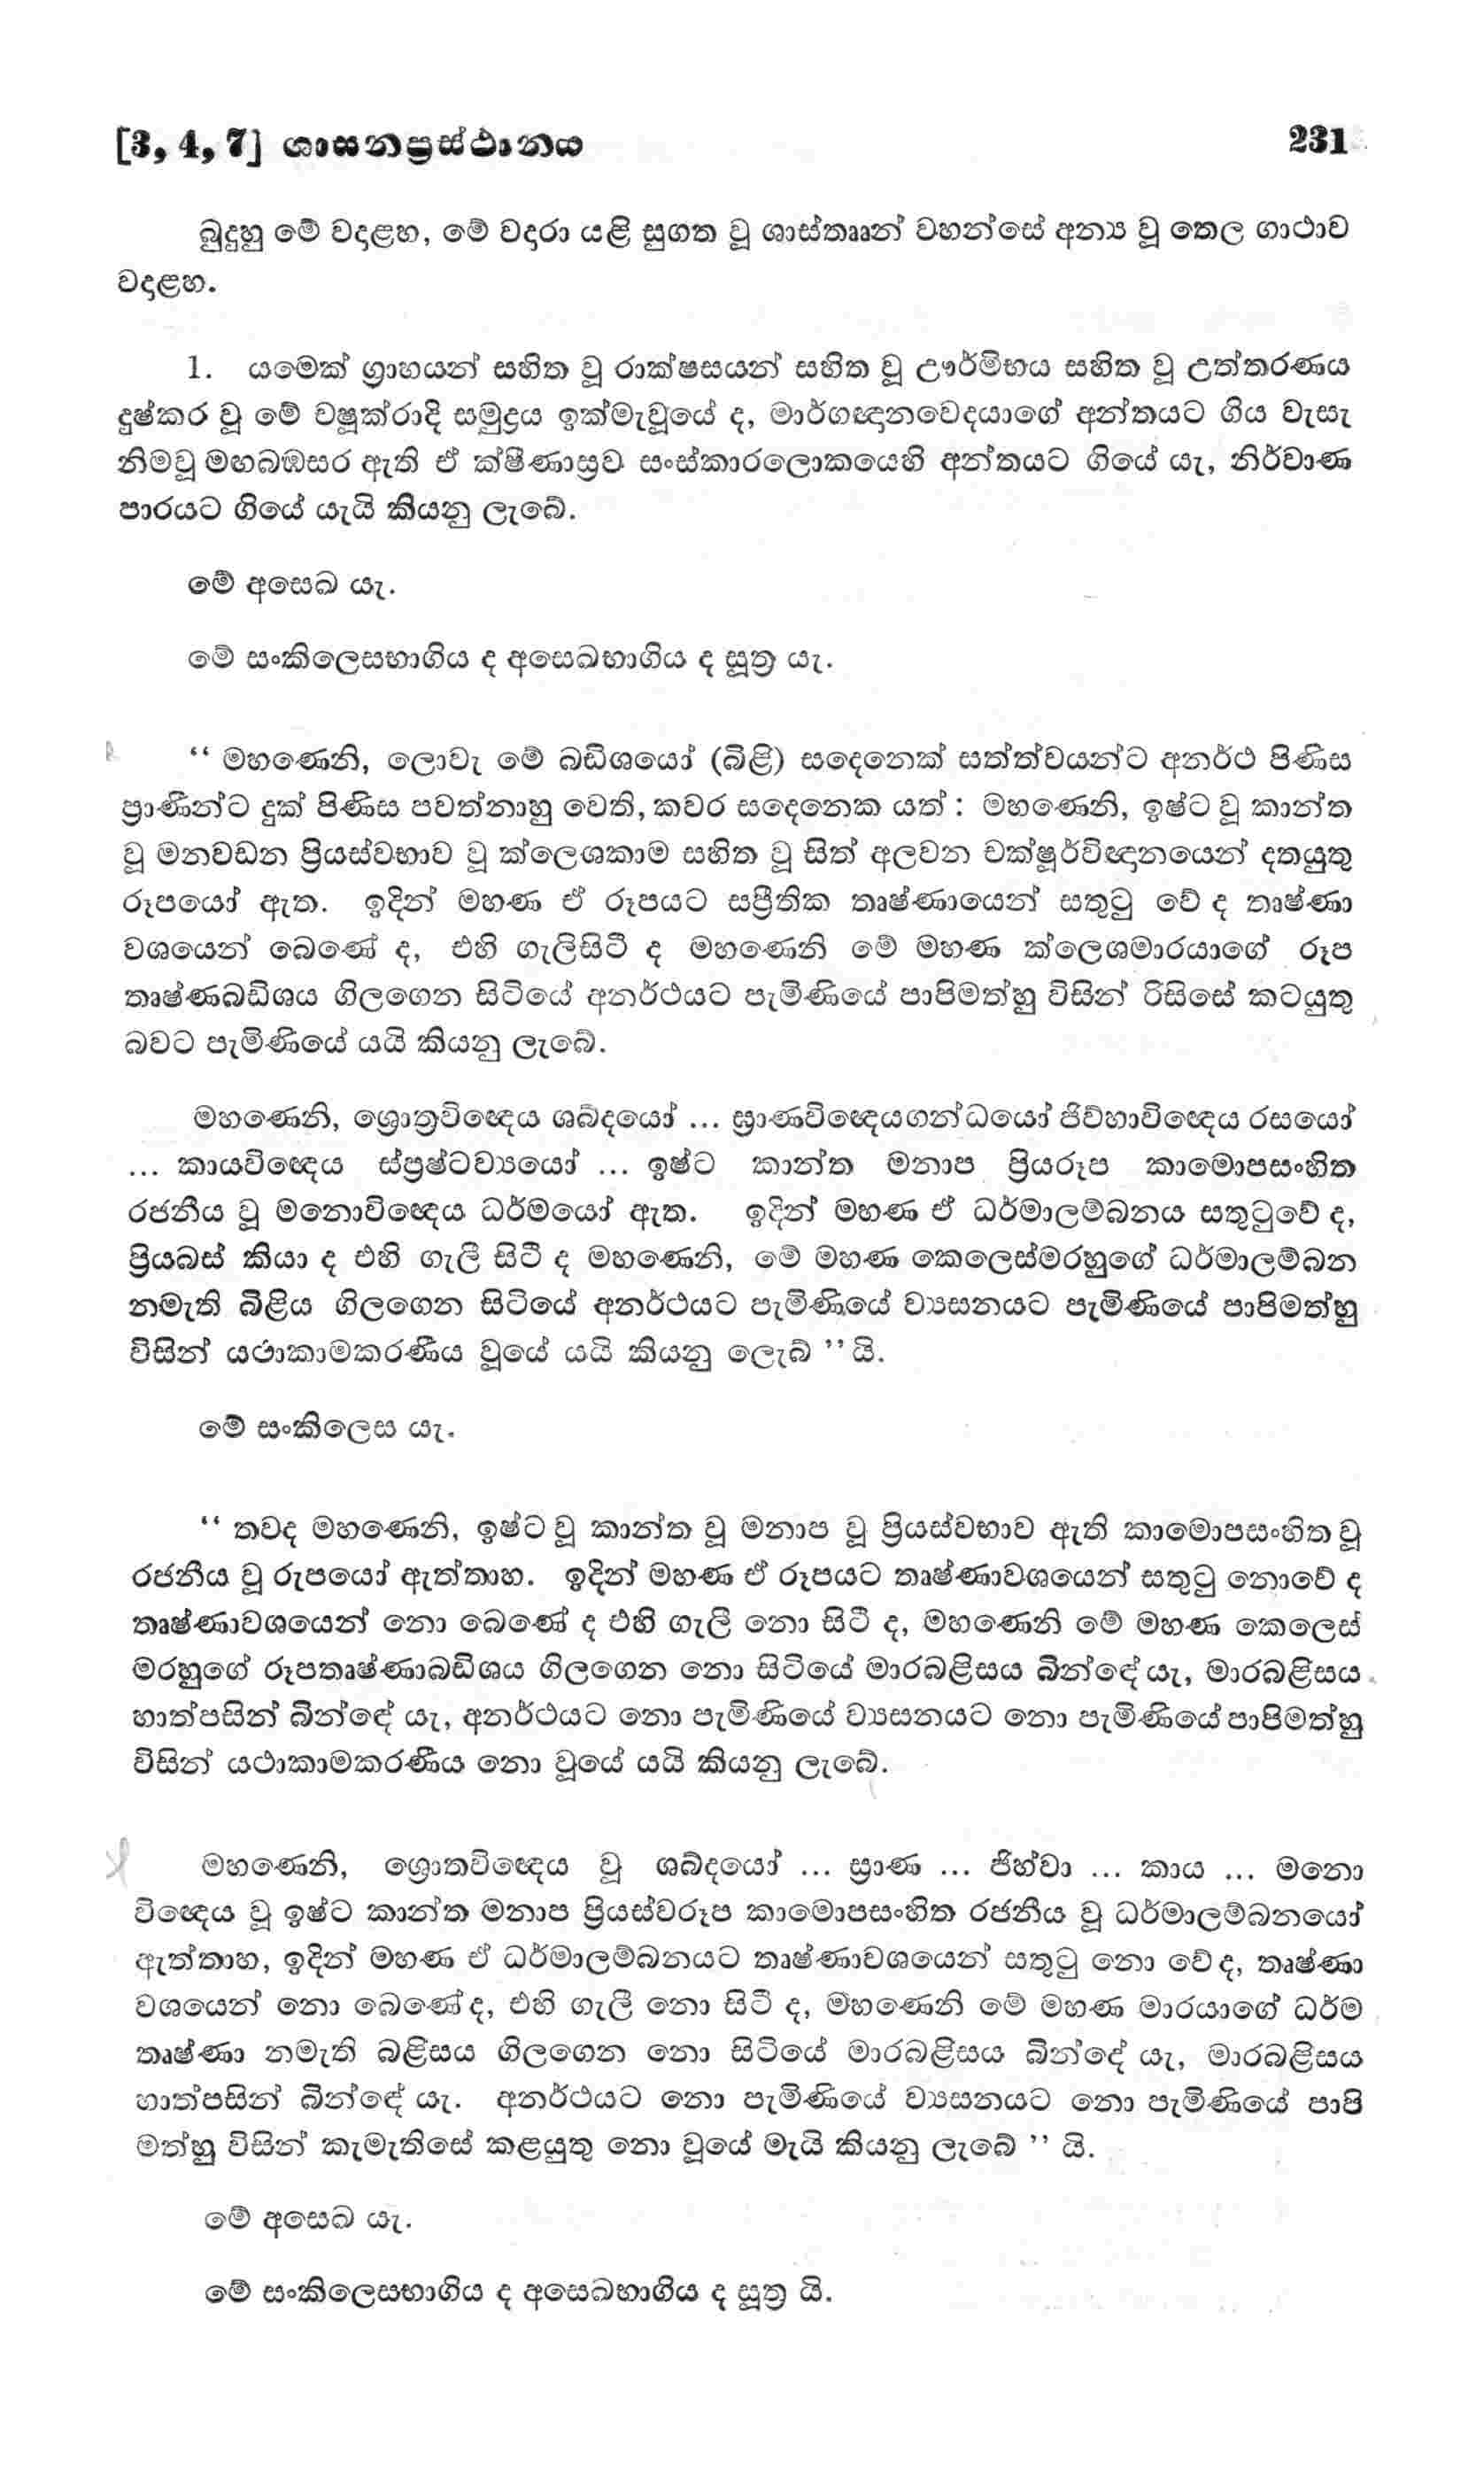 [3, 4, 7] ශාසනප්‍රස්ථානය 231
බුදුහු මේ වදාළහ, මේ වදරා යළි සුගත වූ ශාස්තෲන් වහන්සේ අන්‍ය වූ තෙල ගාථාව
වදළහ.
1. යමෙක් ග්‍රාහයන් සහිත වූ රාක්ෂසයන් සහිත වූ ඌර්මිභය සහිත වූ උත්තරණය
දුෂ්කර වූ මේ චක්ෂූක්රාදි සමුද්‍රය ඉක්මැවූයේ ද, මාර්ගඥානවෙදයාගේ අන්තයට ගිය වැසැ
නිමවූ මඟබඹසර ඇති ඒ ක්ෂීණාස්‍රව සංස්කාරලොකයෙහි අන්තයට ගියේ යැ, නිර්වාණ
පාරයට ගියේ යැයි කියනු ලැබේ.
මේ අසෙඛ යැ.
මේ සංකිලෙසභාගිය ද අසෙඛභාගිය ද සූත්‍ර යැ.
“ මහණෙනි, ලොවැ මේ බඩිශයෝ (බිළි) සදෙනෙක් සත්ත්වයන්ට අනර්ථ පිණිස
ප්‍රාණීන්ට දුක් පිණිස පවත්නාහු වෙති, කවර සදෙනෙක යත් : මහණෙනි, ඉෂ්ට වූ කාන්ත
වූ මනවඩන ප්‍රියස්වභාව වූ ක්ලෙශකාම සහිත වූ සිත් අලවන චක්ෂූර්විඥානයෙන් දතයුතු
රූපයෝ ඇත. ඉදින් මහණ ඒ රූපයට සප්‍රීතික තෘෂ්ණායෙන් සතුටු වේ ද තෘෂ්ණා
වශයෙන් බෙණේ ද, එහි ගැලිසිටී ද මහණෙනි මේ මහණ ක්ලෙශමාරයාගේ රූප
තෘෂ්ණබඩිශය ගිලගෙන සිටියේ අනර්ථයට පැමිණියේ පාපිමත්හු විසින් රිසිසේ කටයුතු
බවට පැමිණියේ යයි කියනු ලැබේ.
මහණෙනි, ශ්‍රොත්‍රවිඥෙය ශබ්දයෝ ... ඝ්‍රාණවිඥෙයගන්ධයෝ ජිව්හාවිඥෙය රසයෝ
... කායවිඥෙය ස්ප්‍රෂ්ටව්‍යයෝ ... ඉෂ්ට කාන්ත මනාප ප්‍රියරූප කාමොපසංහිත
රජනීය වූ මනොවිඥෙය ධර්මයෝ ඇත. ඉදින් මහණ ඒ ධර්මාලම්බනය සතුටුවේ ද,
ප්‍රියබස් කියා ද එහි ගැලී සිටී ද මහණෙනි, මේ මහණ කෙලෙස්මරහුගේ ධර්මාලම්බන
නමැති බිළිය ගිලගෙන සිටියේ අනර්ථයට පැමිණියේ ව්‍යසනයට පැමිණියේ පාපිමත්හු
විසින් යථාකාමකරණීය වූයේ යයි කියනු ලෙැබ් ” යි.
මේ සංකිලෙස යැ.
“ තවද මහණෙනි, ඉෂ්ට වූ කාන්ත වූ මනාප වූ ප්‍රියස්වභාව ඇති කාමොපසංහිත වූ
රජනීය වූ රුපයෝ ඇත්තාහ. ඉදින් මහණ ඒ රූපයට තෘෂ්ණාවශයෙන් සතුටු නොවේ ද
තෘෂ්ණාවශයෙන් නො බෙණේ ද එහි ගැලී නො සිටී ද, මහණෙනි මේ මහණ කෙලෙස්
මරහුගේ රූපතෘෂ්ණාබඩිශය ගිලගෙන නො සිටියේ මාරබළිසය බින්ඳේ යැ, මාරබළිසය
හාත්පසින් බින්ඳේ යැ, අනර්ථයට නො පැමිණියේ ව්‍යසනයට නො පැමිණියේ පාපිමත්හු
විසින් යථාකාමකරණීය නො වූයේ යයි කියනු ලැබේ.
මහණෙනි, ශ්‍රොතවිඥෙය වූ ශබ්දයෝ ... ඝ්‍රාණ ... ජිහ්වා ... කාය ... මනො
විඥෙය වූ ඉෂ්ට කාන්ත මනාප ප්‍රියස්වරූප කාමොපසංහිත රජනීය වූ ධර්මාලම්බනයෝ
ඇත්තාහ, ඉදින් මහණ ඒ ධර්මාලම්බනයට තෘෂ්ණාවශයෙන් සතුටු නො වේ ද, තෘෂ්ණා
වශයෙන් නො බෙණේ ද, එහි ගැලී නො සිටී ද, මහණෙනි මේ මහණ මාරයාගේ ධර්ම
තෘෂ්ණා නමැති බළිසය ගිලගෙන නො සිටියේ මාරබළිසය බින්දේ යැ, මාරබළිසය
හාත්පසින් බින්ඳේ යැ. අනර්ථයට නො පැමිණියේ ව්‍යසනයට නො පැමිණියේ පාපි
මත්හු විසින් කැමැතිසේ කළයුතු නො වූයේ මැයි කියනු ලැබේ ” යි.
මේ අසෙඛ යැ.
මේ සංකිලෙසභාගිය ද අසෙඛභාගිය ද සූත්‍ර යි.